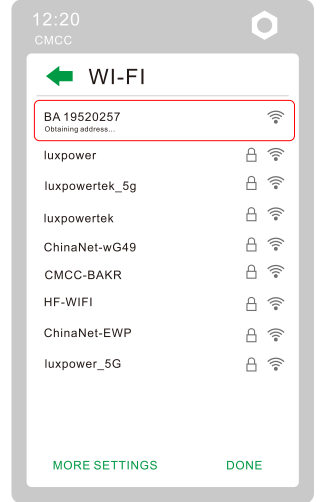 12:20
CMCC
WI-FI
BA 19520257
Obtaining address...
luxpower
luxpowertek_5g
luxpowertek
ChinaNet-wG49
CMCC-BAKR
HF-WIFI
ChinaNet-EWP
luxpower_5G
MORE SETTINGS DONE